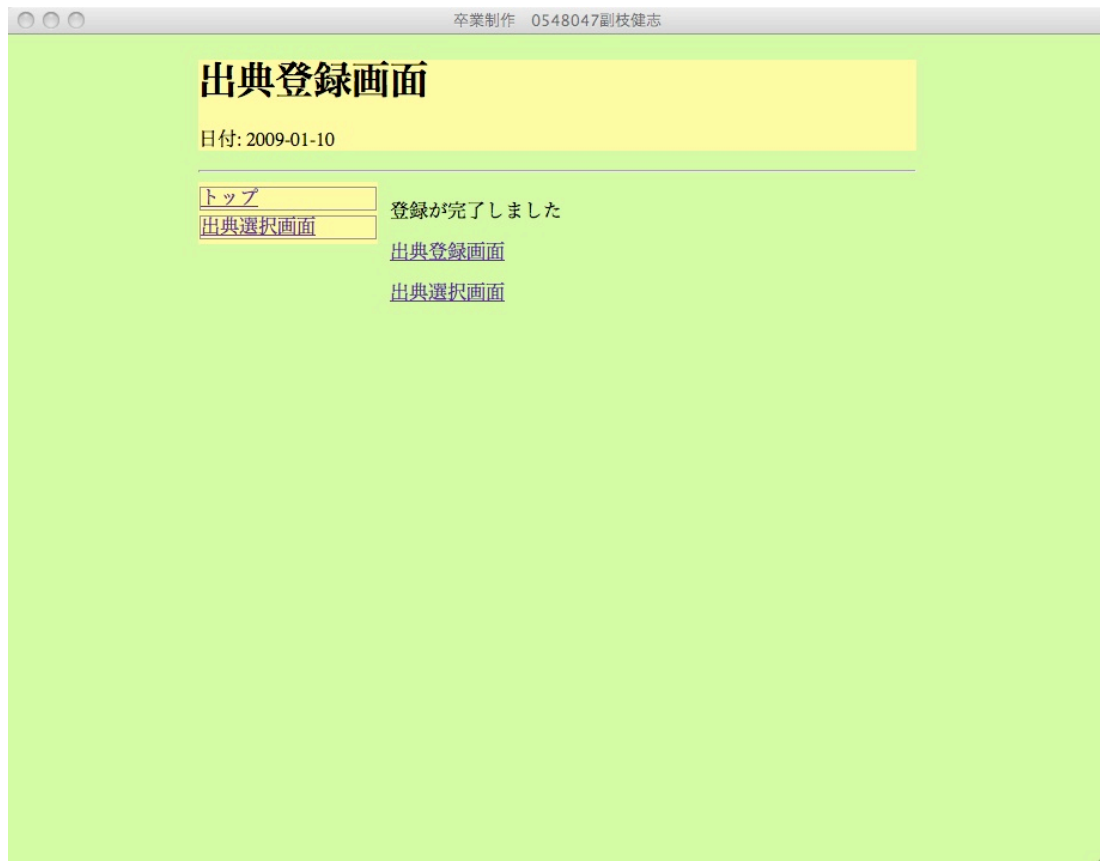 卒業制作　0548047副枝健志
出典登録画面
日付: 2009-01-10
トップ
出典選択画面
登録が完了しました
出典登録画面
出典選択画面